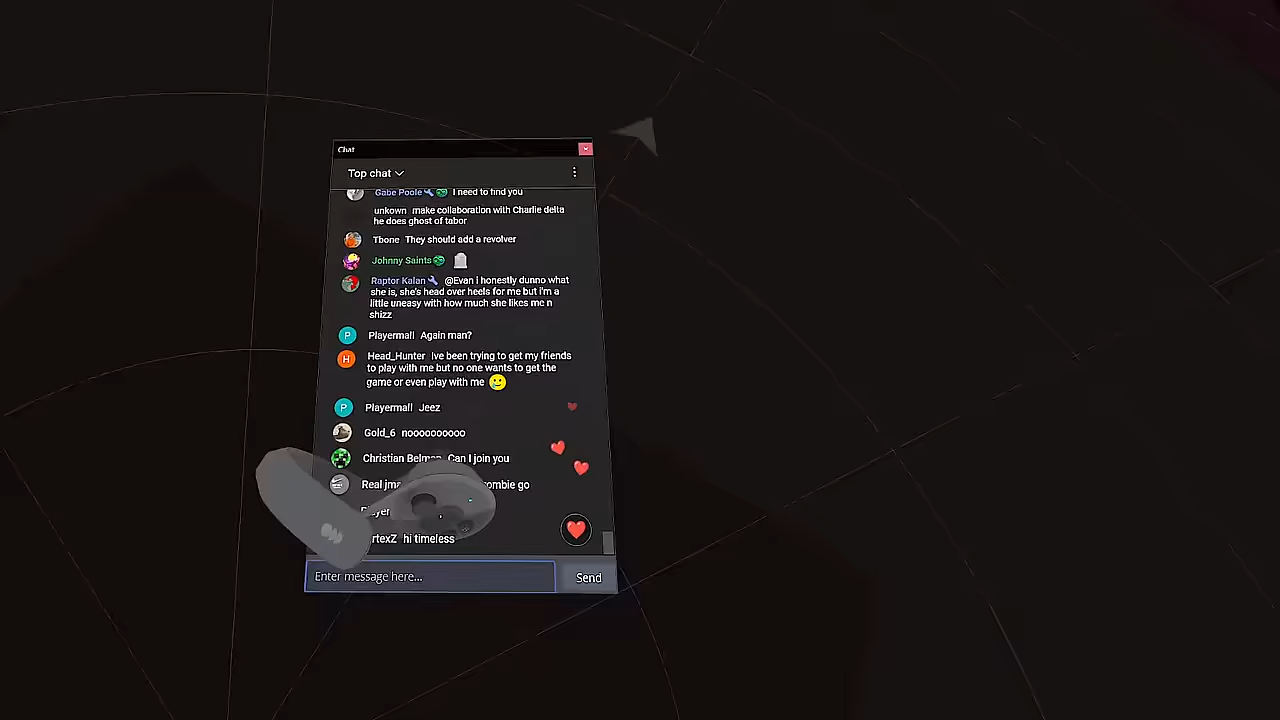 Chat
Top chat
Gabe Poole I need to find you
unkown make collaboration with Charlie delta
he does ghost of tabor
Tbone They should add a revolver
Johnny Saints
Raptor Kalan @Evan i honestly dunno what
she is, she's head over heels for me but i'm a
little uneasy with how much she likes me n
shizz
P Playermall Again man?
H Head_Hunter Ive been trying to get my friends
to play with me but no one wants to get the
game or even play with me
P Playermall Jeez
Gold_6 noooooooooo
Christian Belman Can I join you
Real go
hi timeless
Enter message here... Send